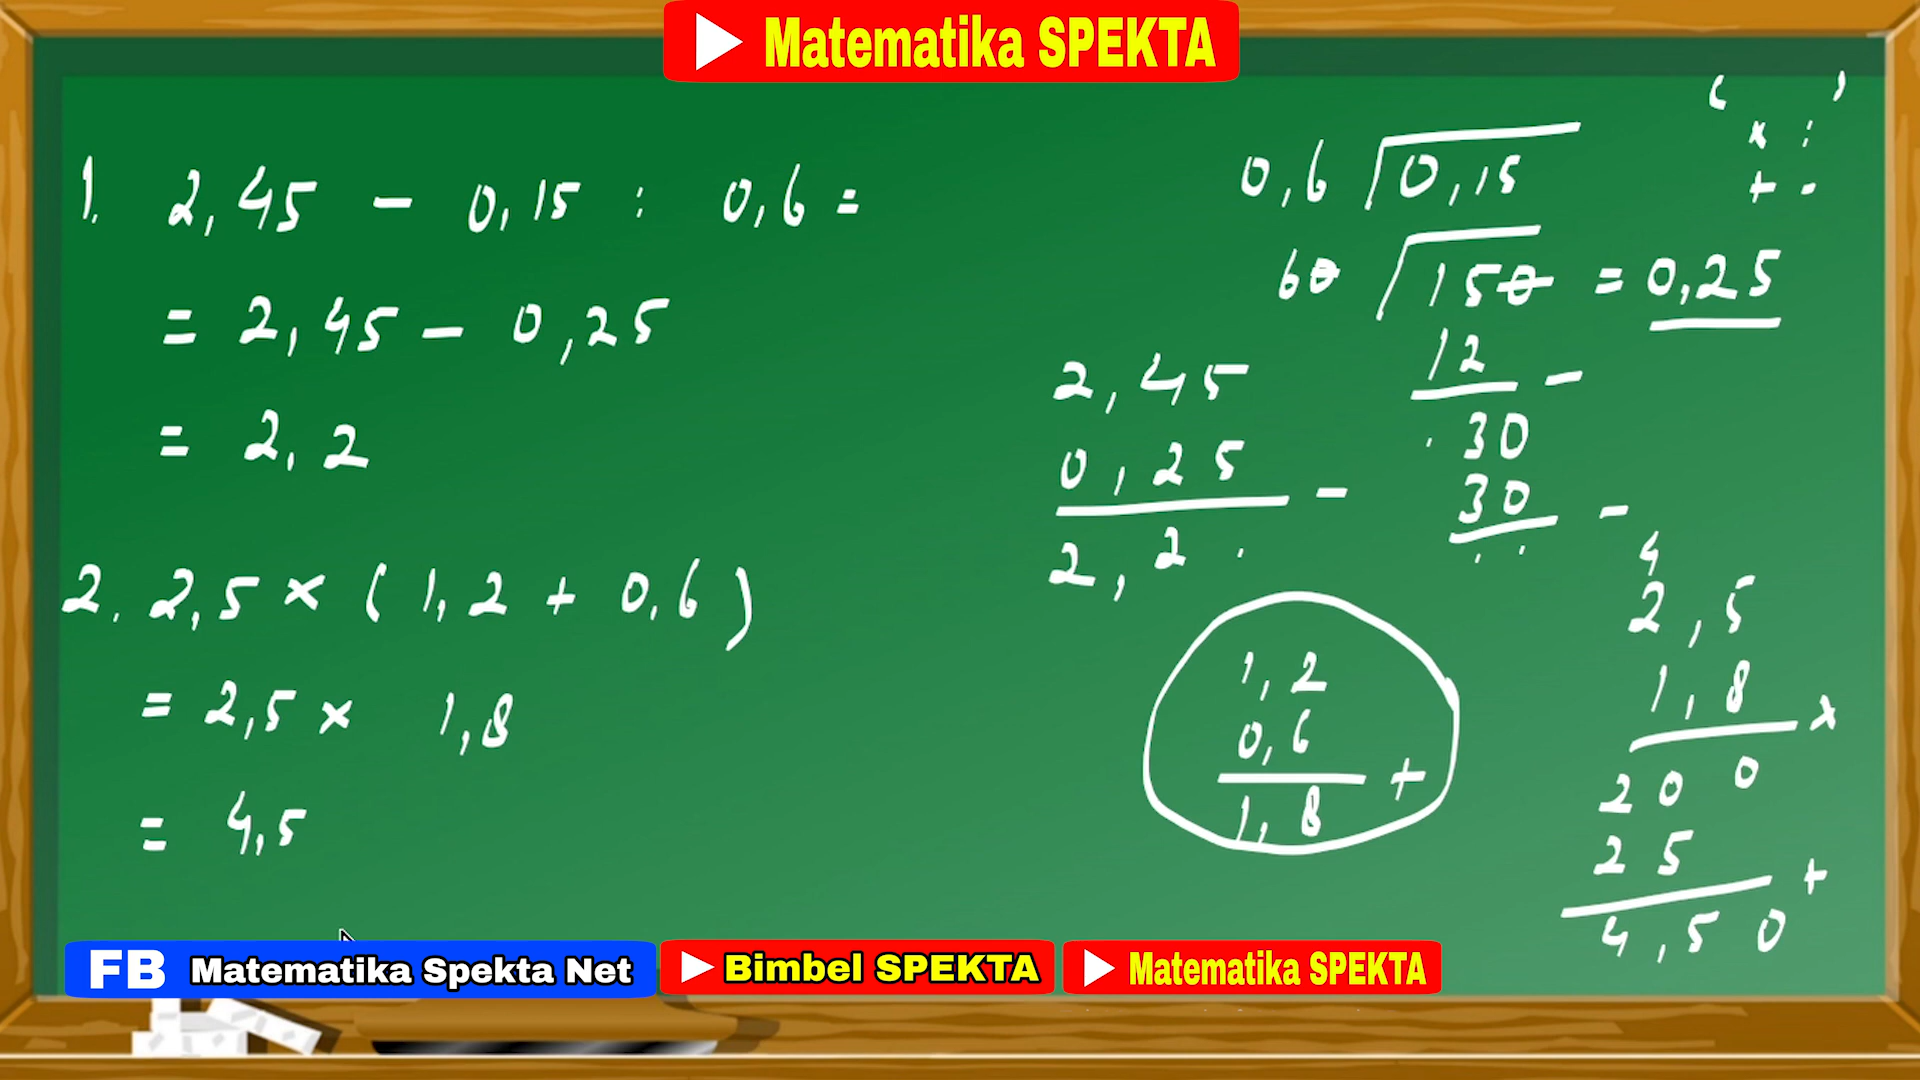 Matematika SPEKTA
1. 2,45 - 0,15 : 0,6 =
= 2,45 - 0,25
= 2,2
2. 2,5 × (1,2 + 0,6)
= 2,5 × 1,8
= 4,5
( )
× :
+ -
0,6 0,15
60 150 = 0,25
12 -
30
30 -
2,45
0,25 -
2,2
1,2
0,6 +
1,8
4
2,5
1,8 ×
200
25 +
4,50
FB Matematika Spekta Net
Bimbel SPEKTA
Matematika SPEKTA